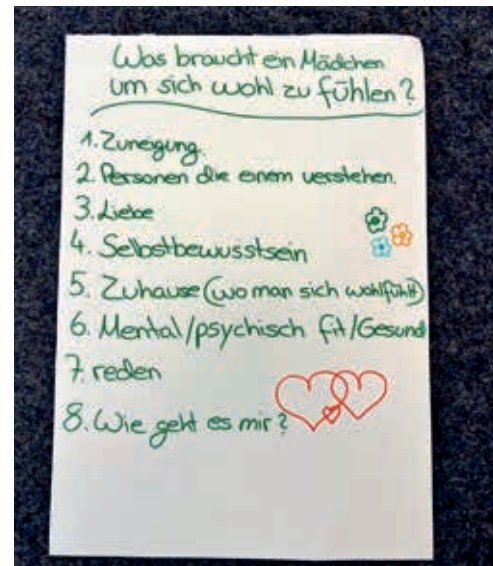 Was braucht ein Mädchen
um sich wohl zu fühlen?
1. Zuneigung.
2. Personen die einem verstehen.
3. Liebe
4. Selbstbewusstsein
5. Zuhause (wo man sich wohlfühlt)
6. Mental/psychisch fit/Gesund
7. reden
8. Wie geht es mir?